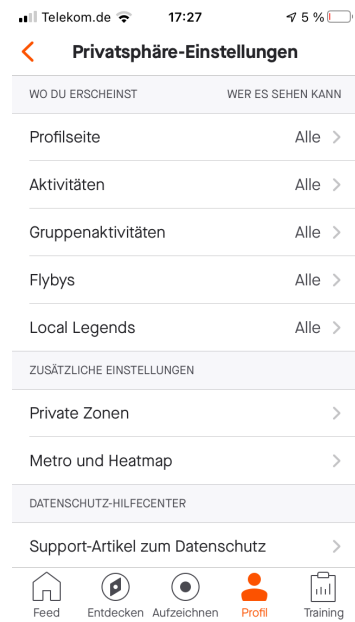 Telekom.de 17:27 5 %
Privatsphäre-Einstellungen
WO DU ERSCHEINST WER ES SEHEN KANN
Profilseite Alle
Aktivitäten Alle
Gruppenaktivitäten Alle
Flybys Alle
Local Legends Alle
ZUSÄTZLICHE EINSTELLUNGEN
Private Zonen
Metro und Heatmap
DATENSCHUTZ-HILFECENTER
Support-Artikel zum Datenschutz
Feed Entdecken Aufzeichnen Profil Training